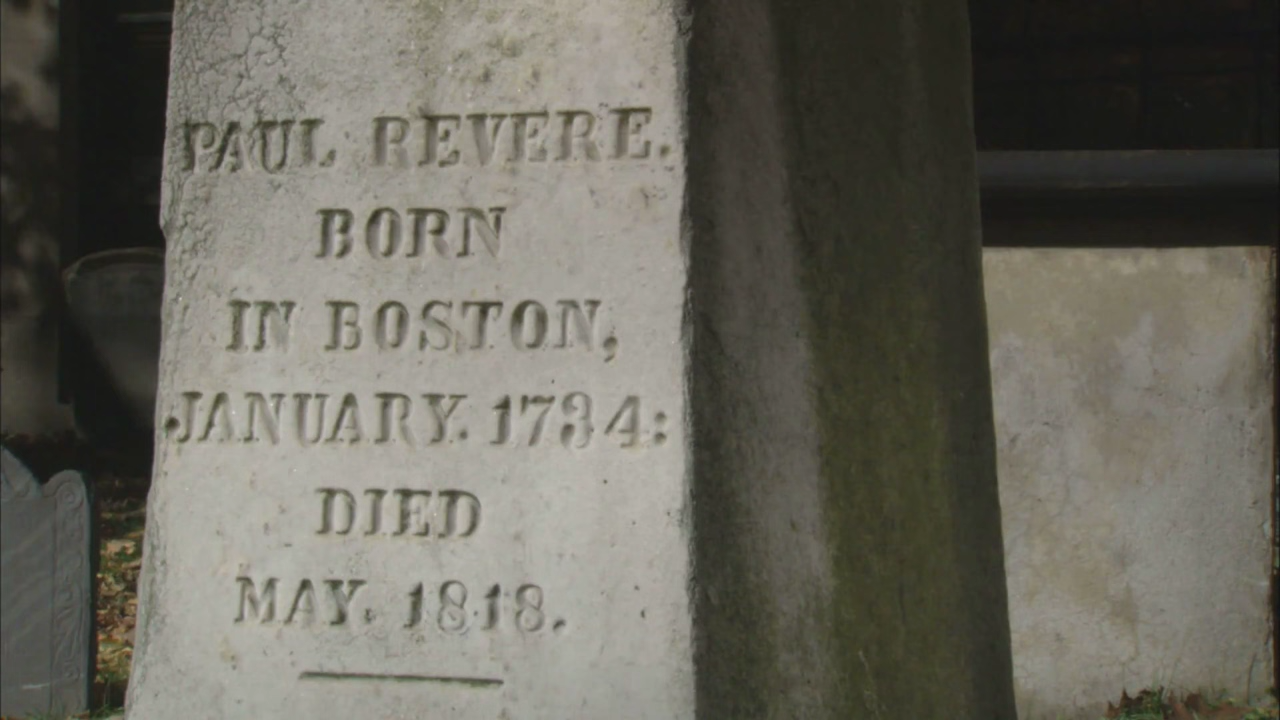 PAUL REVERE.
BORN
IN BOSTON,
JANUARY. 1734:
DIED
MAY. 1818.